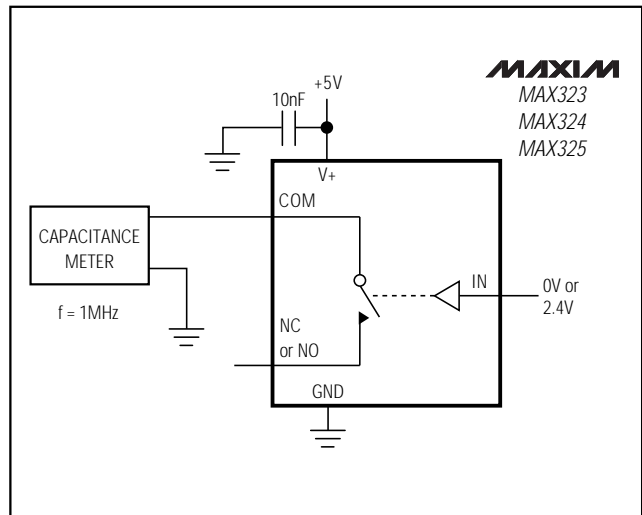 MAXIM
MAX323
MAX324
MAX325
+5V
10nF
V+
COM
CAPACITANCE
METER
f = 1MHz
IN
0V or
2.4V
NC
or NO
GND